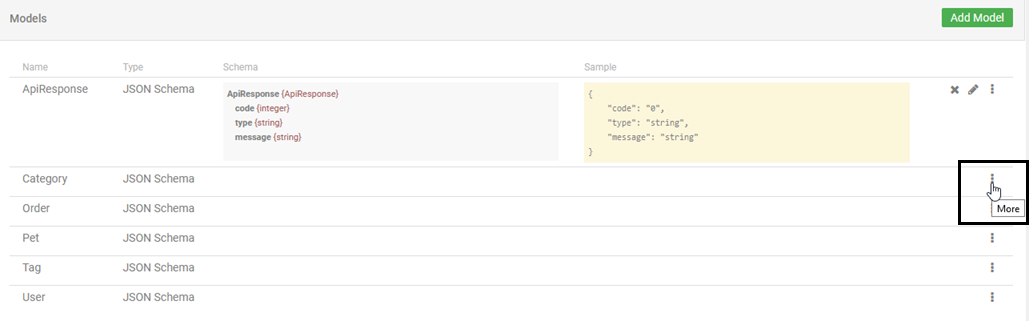 Models
Add Model
Name Type Schema Sample
ApiResponse JSON Schema
ApiResponse {ApiResponse}
code {integer}
type {string}
message {string}
{
"code": "0",
"type": "string",
"message": "string"
}
Category JSON Schema
More
Order JSON Schema
Pet JSON Schema
Tag JSON Schema
User JSON Schema